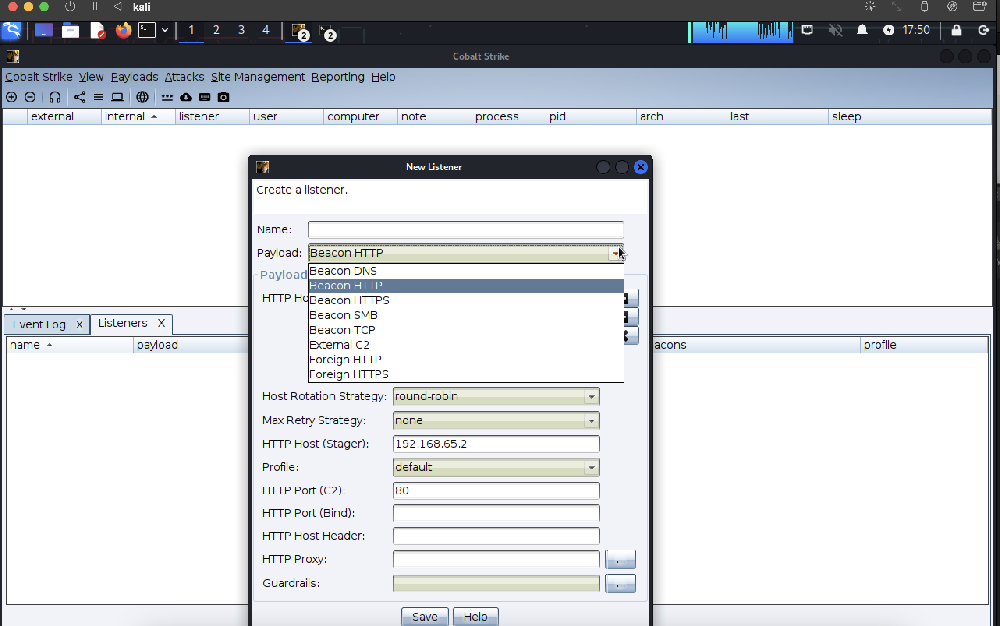 kali
1 2 3 4 2 2 17:50
Cobalt Strike
Cobalt Strike View Payloads Attacks Site Management Reporting Help
external internal listener user computer note process pid arch last sleep
New Listener
Create a listener.
Name:
Payload: Beacon HTTP
Beacon DNS
Payload
Beacon HTTP
HTTP Ho
Beacon HTTPS
Beacon SMB
Event Log X Listeners X
Beacon TCP
name payload acons profile
External C2
Foreign HTTP
Foreign HTTPS
Host Rotation Strategy: round-robin
Max Retry Strategy: none
HTTP Host (Stager): 192.168.65.2
Profile: default
HTTP Port (C2): 80
HTTP Port (Bind):
HTTP Host Header:
HTTP Proxy: ...
Guardrails: ...
Save Help